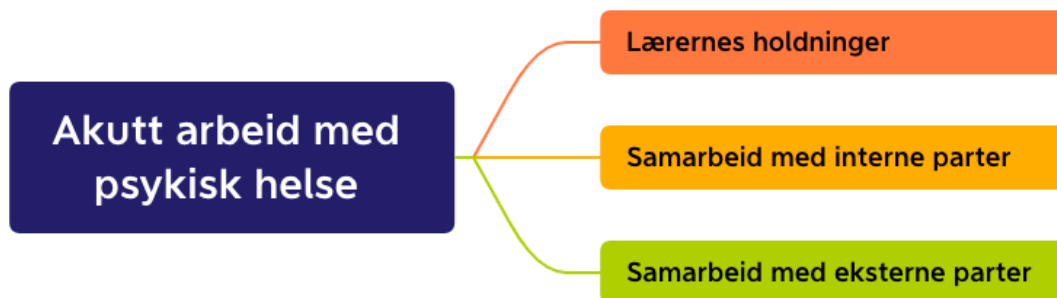 Akutt arbeid med
psykisk helse
Lærernes holdninger
Samarbeid med interne parter
Samarbeid med eksterne parter